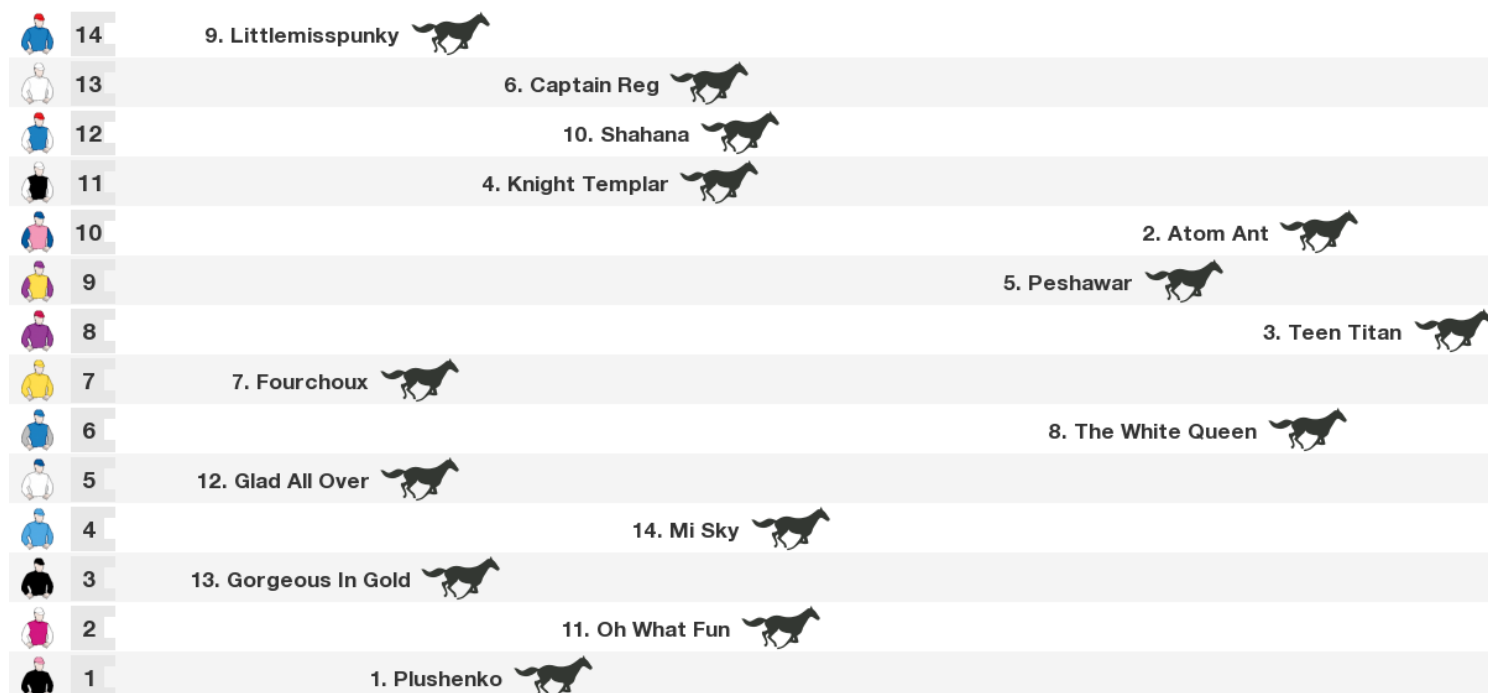 14 9. Littlemisspunky
13 6. Captain Reg
12 10. Shahana
11 4. Knight Templar
10 2. Atom Ant
9 5. Peshawar
8 3. Teen Titan
7 7. Fourchoux
6 8. The White Queen
5 12. Glad All Over
4 14. Mi Sky
3 13. Gorgeous In Gold
2 11. Oh What Fun
1 1. Plushenko